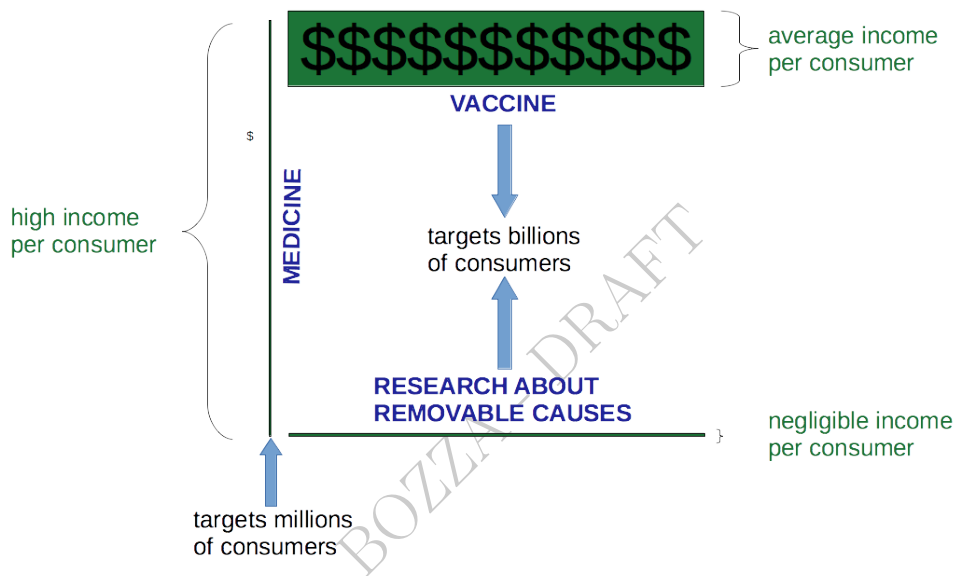 $$$$$$$$$$$
average income
per consumer
VACCINE
$
MEDICINE
high income
per consumer
targets billions
of consumers
RESEARCH ABOUT
REMOVABLE CAUSES
negligible income
per consumer
targets millions
of consumers
BOZZA - DRAFT